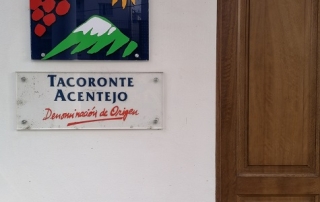 TACORONTE
ACENTEJO
Denominación de Origen